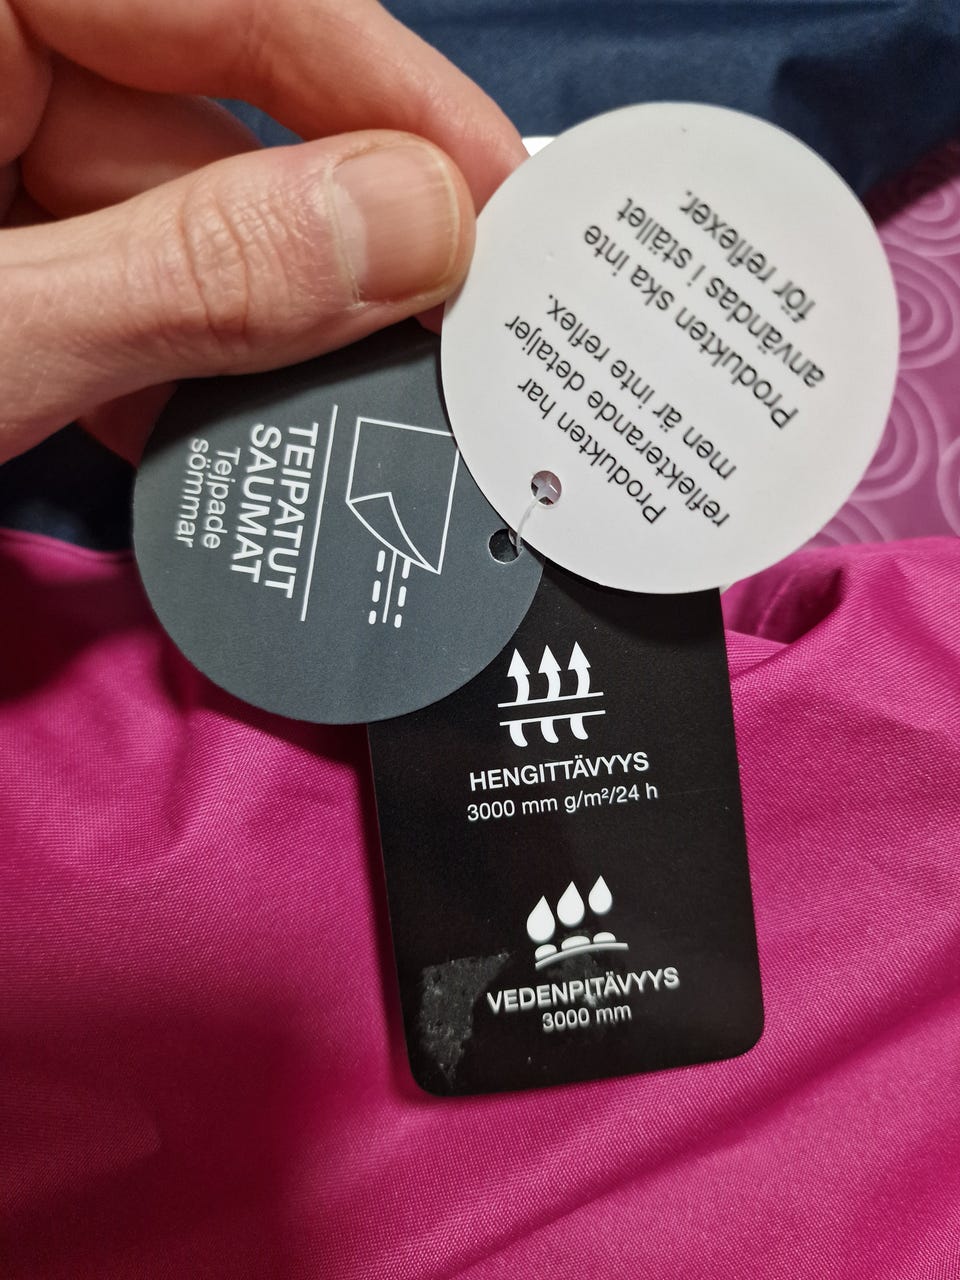 Produkten har
reflekterande detaljer
men är inte reflex.
Produkten ska inte
användas i stället
för reflexer.
TEIPATUT
SAUMAT
Tejpade
sömmar
HENGITTÄVYYS
3000 mm g/m²/24 h
VEDENPITÄVYYS
3000 mm